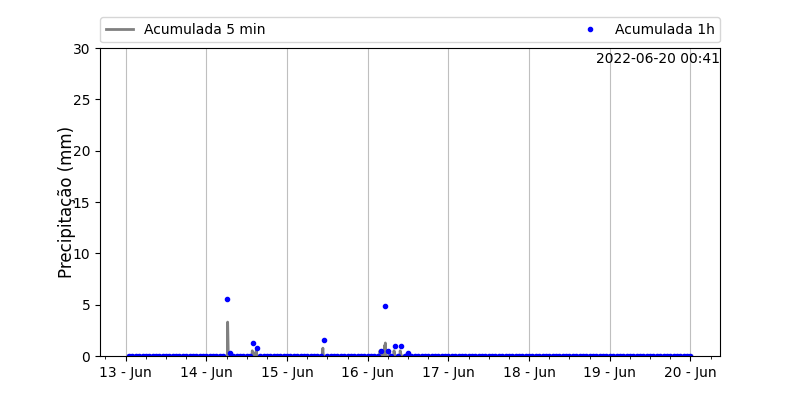 Acumulada 5 min Acumulada 1h
2022-06-20 00:41
Precipitação (mm)
30
25
20
15
10
5
0
13 - Jun 14 - Jun 15 - Jun 16 - Jun 17 - Jun 18 - Jun 19 - Jun 20 - Jun